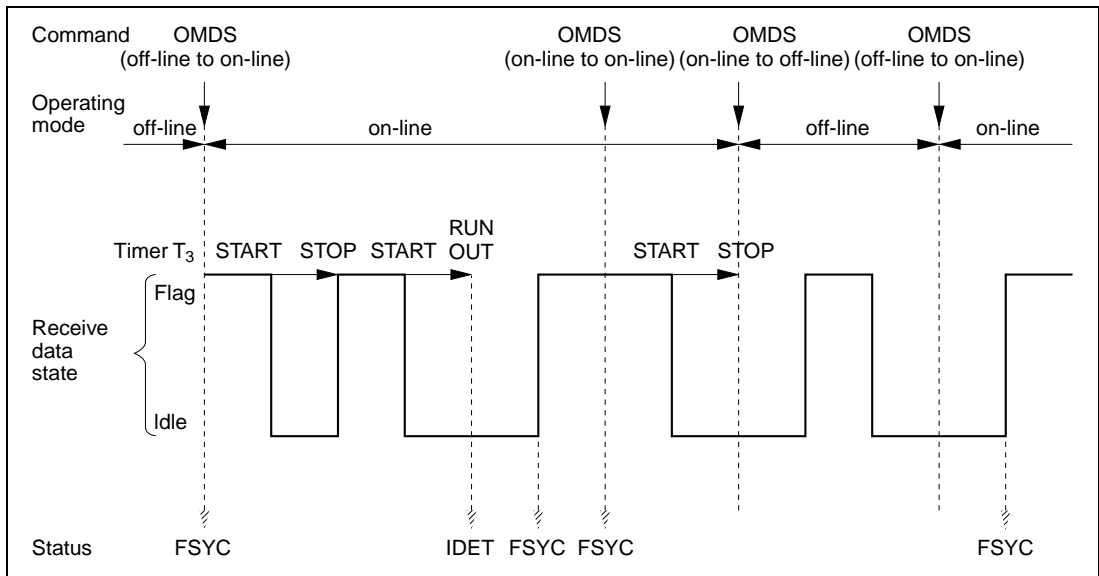 Command OMDS OMDS OMDS OMDS
(off-line to on-line) (on-line to on-line) (on-line to off-line) (off-line to on-line)
Operating
mode
off-line on-line off-line on-line
RUN
Timer T3 START STOP START OUT START STOP
Flag
Receive
data
state
Idle
Status FSYC IDET FSYC FSYC FSYC